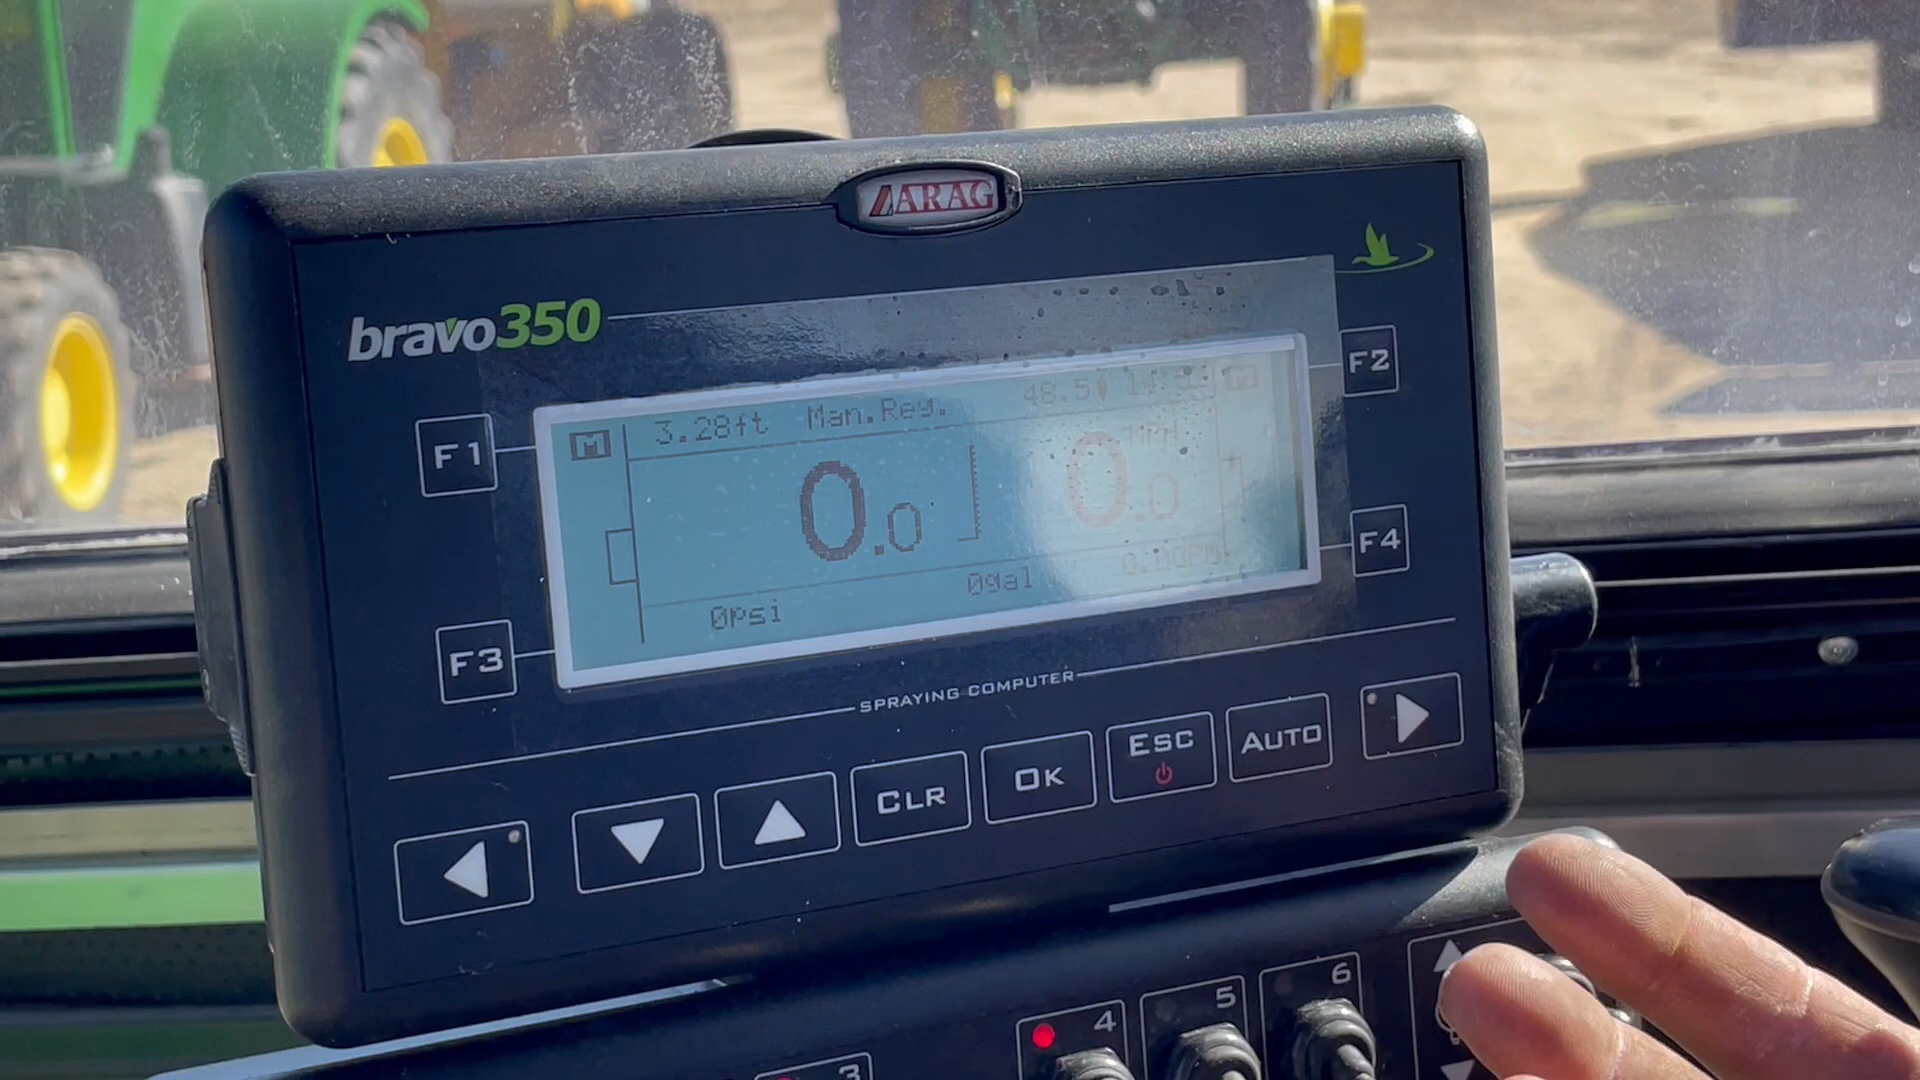 ARAG
bravo350
F1
F2
F3
F4
3.28ft Man.Reg.
0.0
0.0
MPH
0psi
0gal
SPRAYING COMPUTER
CLR
OK
ESC
AUTO
3
4
5
6